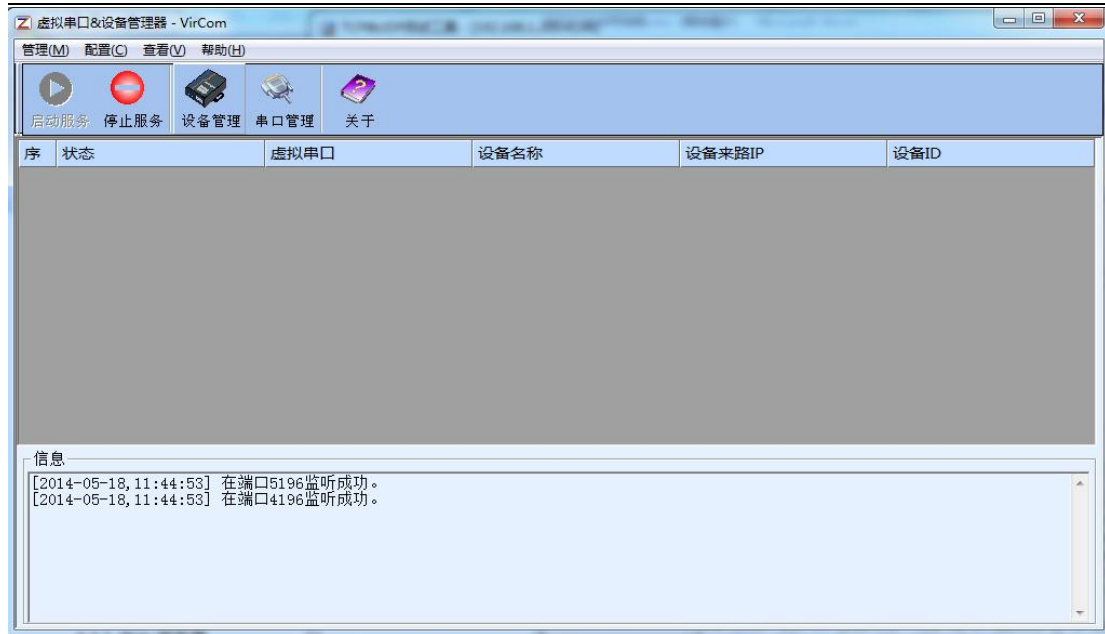 虚拟串口&设备管理器 - VirCom
管理(M) 配置(C) 查看(V) 帮助(H)
启动服务 停止服务 设备管理 串口管理 关于
序 状态 虚拟串口 设备名称 设备来路IP 设备ID
信息
[2014-05-18,11:44:53] 在端口5196监听成功。
[2014-05-18,11:44:53] 在端口4196监听成功。